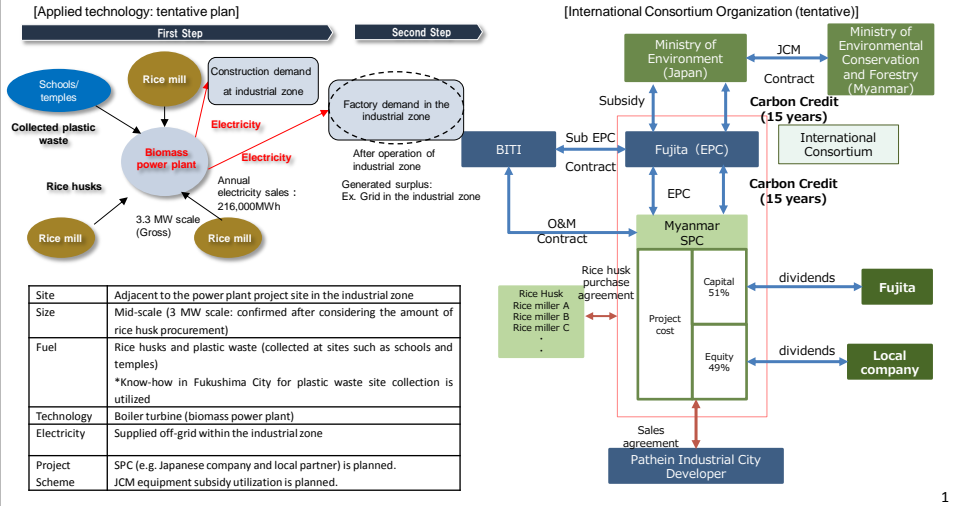 [Applied technology: tentative plan]
First Step
Second Step
Schools/
temples
Rice mill
Construction demand
at industrial zone
Factory demand in the
industrial zone
Collected plastic
waste
Electricity
Biomass
power plant
Electricity
After operation of
industrial zone
Generated surplus:
Ex. Grid in the industrial zone
Rice husks
Annual
electricity sales :
216,000MWh
3.3 MW scale
(Gross)
Rice mill
Rice mill
Site
Adjacent to the power plant project site in the industrial zone
Size
Mid-scale (3 MW scale: confirmed after considering the amount of
rice husk procurement)
Fuel
Rice husks and plastic waste (collected at sites such as schools and
temples)
*Know-how in Fukushima City for plastic waste site collection is
utilized
Technology
Boiler turbine (biomass power plant)
Electricity
Supplied off-grid within the industrial zone
Project
Scheme
SPC (e.g. Japanese company and local partner) is planned.
JCM equipment subsidy utilization is planned.
[International Consortium Organization (tentative)]
Ministry of
Environment
(Japan)
JCM
Contract
Ministry of
Environmental
Conservation
and Forestry
(Myanmar)
Subsidy
Carbon Credit
(15 years)
BITI
Sub EPC
Contract
Fujita (EPC)
International
Consortium
EPC
Carbon Credit
(15 years)
O&M
Contract
Myanmar
SPC
Rice husk
purchase
agreement
Rice Husk
Rice miller A
Rice miller B
Rice miller C
.
.
Project
cost
Capital
51%
dividends
Fujita
Equity
49%
dividends
Local
company
Sales
agreement
Pathein Industrial City
Developer
1